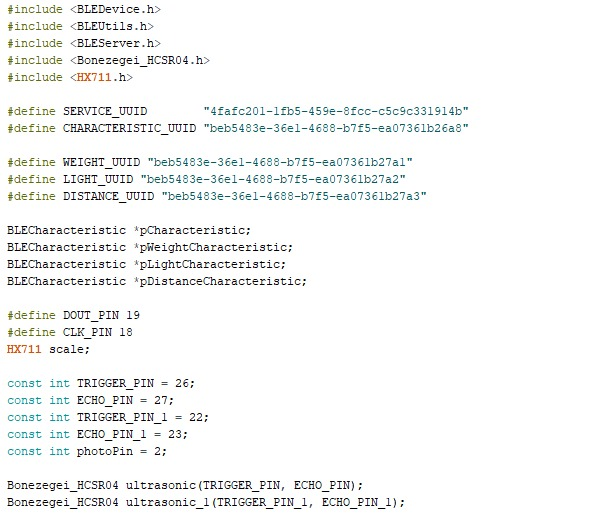 #include <BLEDevice.h>
#include <BLEUtils.h>
#include <BLEServer.h>
#include <Bonezegei_HCSR04.h>
#include <HX711.h>
#define SERVICE_UUID        "4fafc201-1fb5-459e-8fcc-c5c9c331914b"
#define CHARACTERISTIC_UUID "beb5483e-36e1-4688-b7f5-ea07361b26a8"
#define WEIGHT_UUID "beb5483e-36e1-4688-b7f5-ea07361b27a1"
#define LIGHT_UUID "beb5483e-36e1-4688-b7f5-ea07361b27a2"
#define DISTANCE_UUID "beb5483e-36e1-4688-b7f5-ea07361b27a3"
BLECharacteristic *pCharacteristic;
BLECharacteristic *pWeightCharacteristic;
BLECharacteristic *pLightCharacteristic;
BLECharacteristic *pDistanceCharacteristic;
#define DOUT_PIN 19
#define CLK_PIN 18
HX711 scale;
const int TRIGGER_PIN = 26;
const int ECHO_PIN = 27;
const int TRIGGER_PIN_1 = 22;
const int ECHO_PIN_1 = 23;
const int photoPin = 2;
Bonezegei_HCSR04 ultrasonic(TRIGGER_PIN, ECHO_PIN);
Bonezegei_HCSR04 ultrasonic_1(TRIGGER_PIN_1, ECHO_PIN_1);